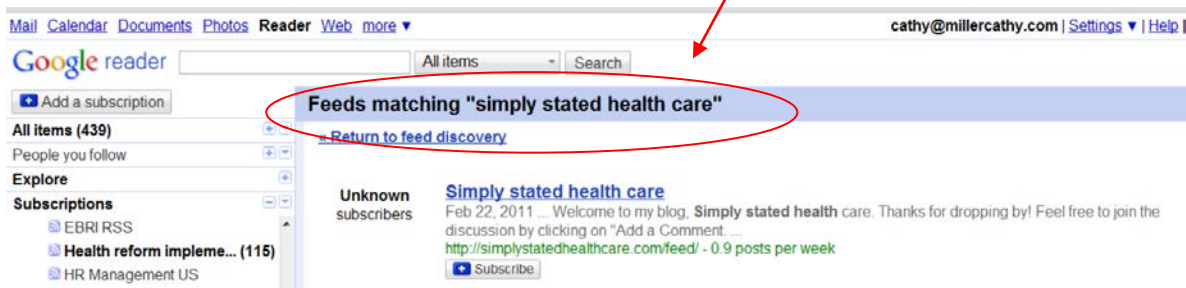 Mail Calendar Documents Photos Reader Web more ▼
cathy@millercathy.com | Settings ▼ | Help |
Google reader All items Search
Add a subscription
All items (439)
People you follow
Explore
Subscriptions
EBRI RSS
Health reform impleme... (115)
HR Management US
Feeds matching "simply stated health care"
« Return to feed discovery
Unknown
subscribers
Simply stated health care
Feb 22, 2011 ... Welcome to my blog, Simply stated health care. Thanks for dropping by! Feel free to join the
discussion by clicking on "Add a Comment. ...
http://simplystatedhealthcare.com/feed/ - 0.9 posts per week
Subscribe